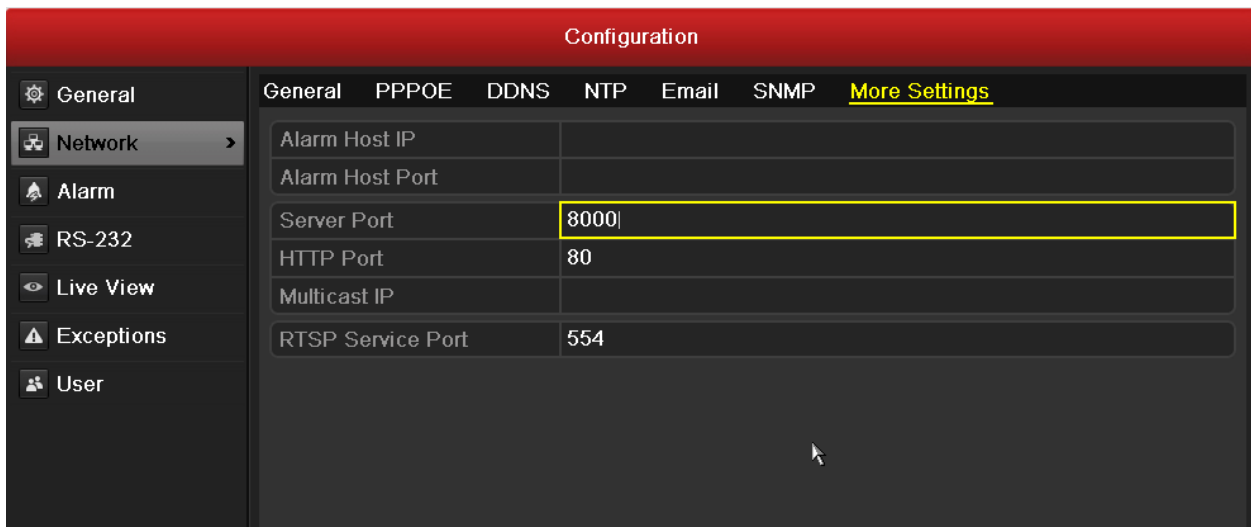 Configuration
General
Network
Alarm
RS-232
Live View
Exceptions
User
General PPPOE DDNS NTP Email SNMP More Settings
Alarm Host IP
Alarm Host Port
Server Port 8000
HTTP Port 80
Multicast IP
RTSP Service Port 554